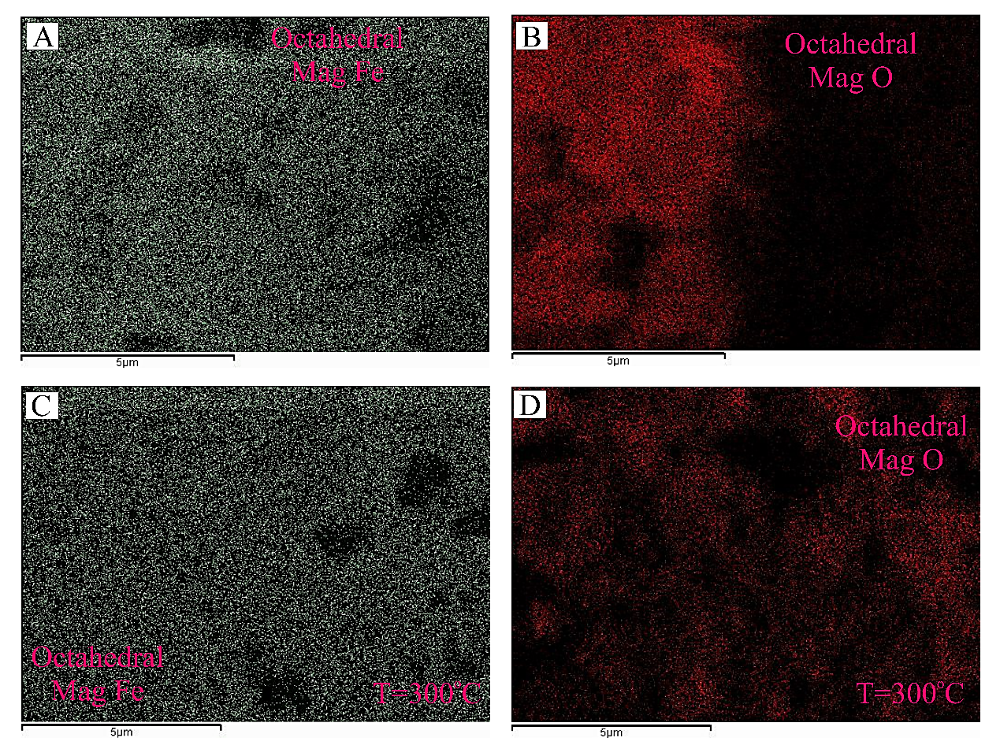 A
Octahedral
Mag Fe
5µm
B
Octahedral
Mag O
5µm
C
Octahedral
Mag Fe
T=300°C
5µm
D
Octahedral
Mag O
T=300°C
5µm